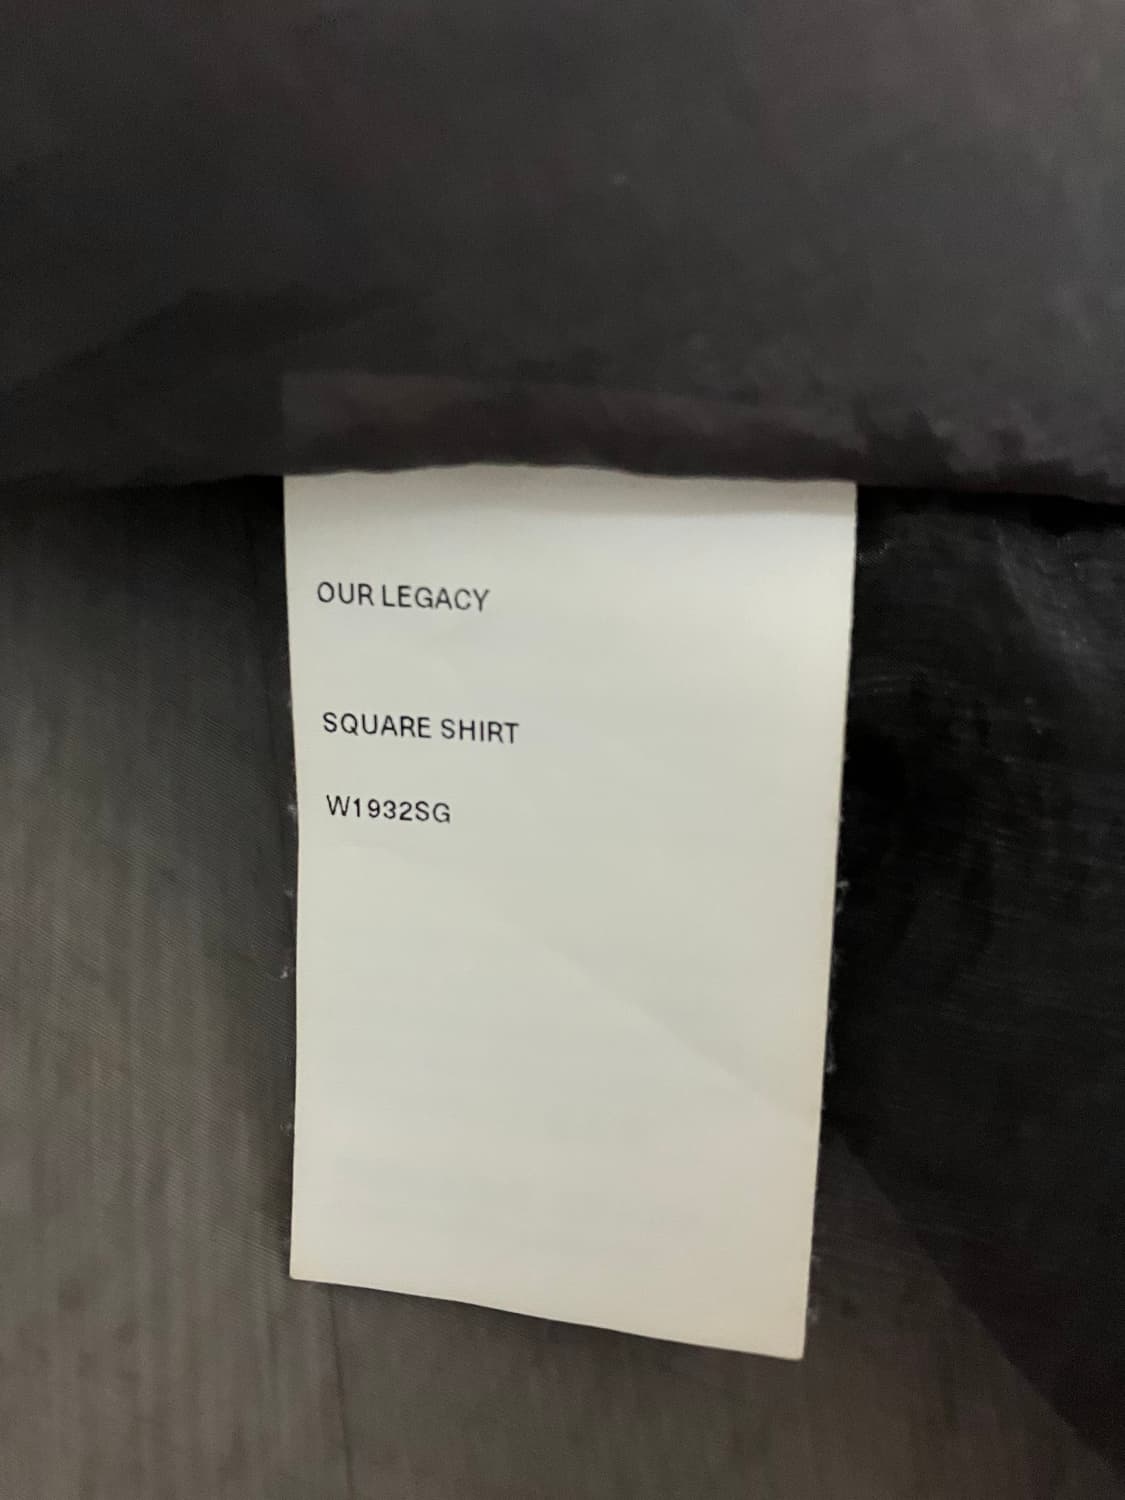 OUR LEGACY
SQUARE SHIRT
W1932SG